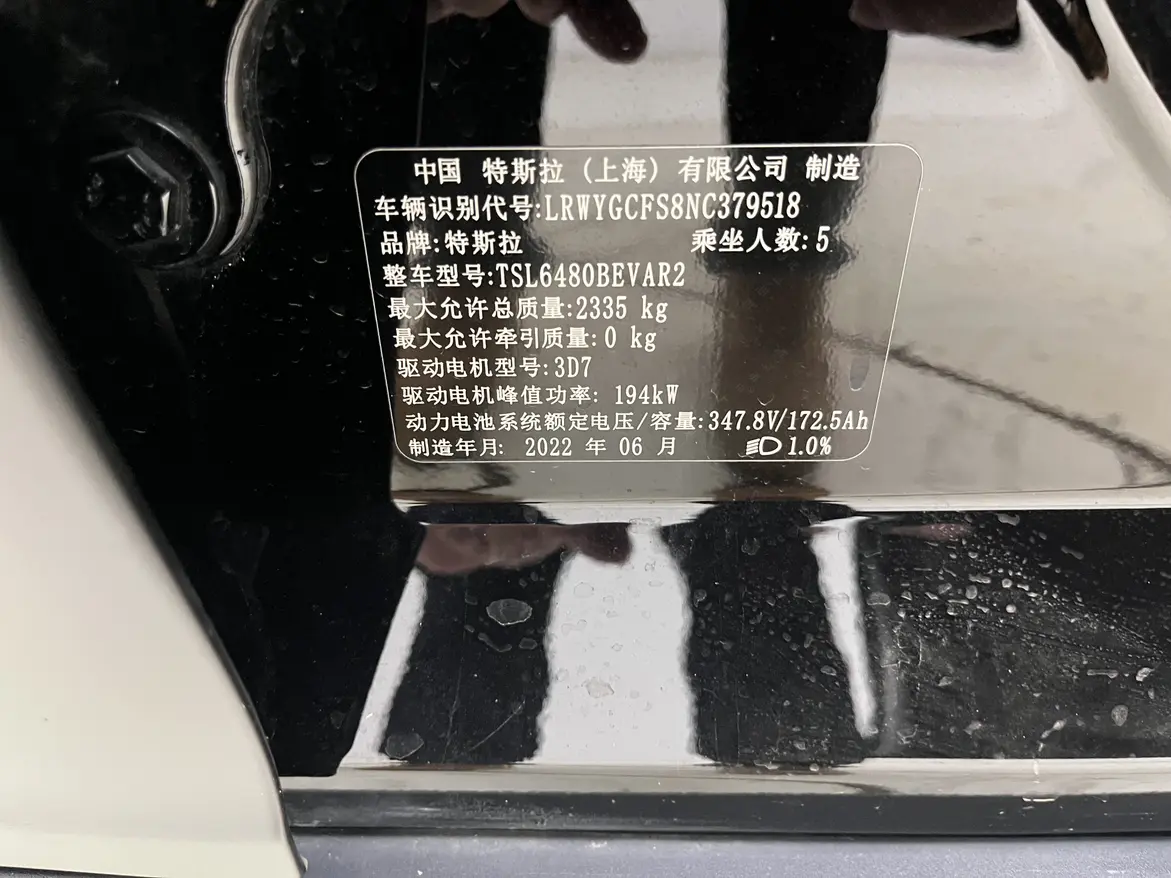 中国 特斯拉（上海）有限公司 制造
车辆识别代号:LRWYGCFS8NC379518
品牌:特斯拉 乘坐人数:5
整车型号:TSL6480BEVAR2
最大允许总质量:2335 kg
最大允许牵引质量:0 kg
驱动电机型号:3D7
驱动电机峰值功率: 194kW
动力电池系统额定电压/容量:347.8V/172.5Ah
制造年月: 2022 年 06 月 1.0%